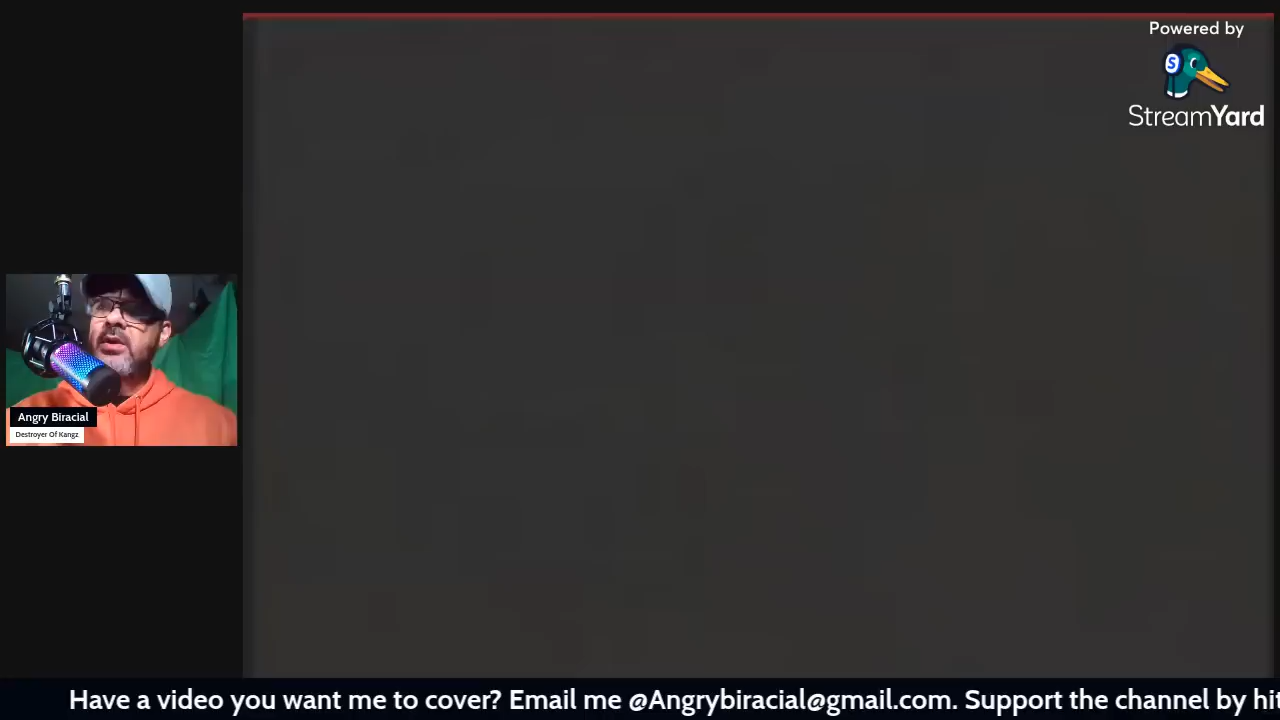 Powered by
S
StreamYard
Angry Biracial
Destroyer Of Kangz
Have a video you want me to cover? Email me @Angrybiracial@gmail.com. Support the channel by hit